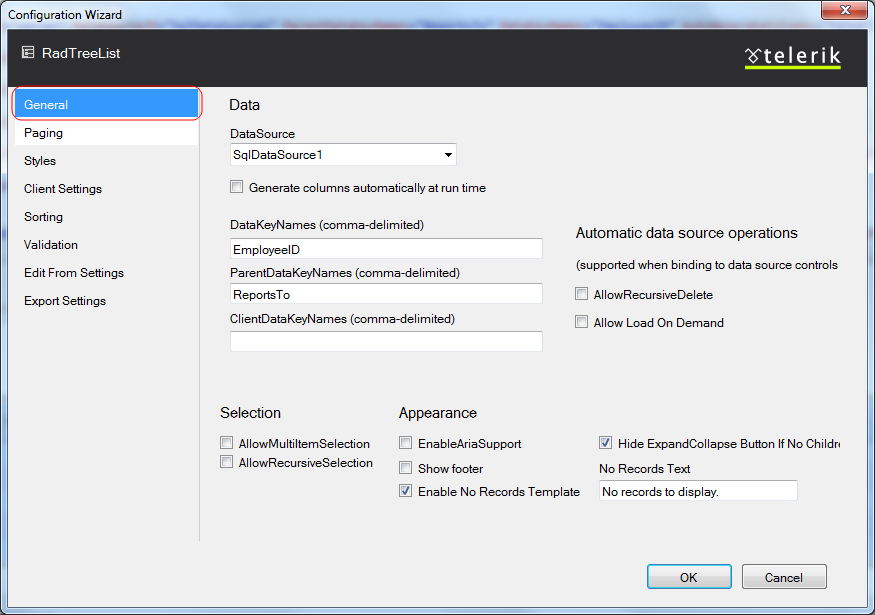 Configuration Wizard
RadTreeList
telerik
General
Paging
Styles
Client Settings
Sorting
Validation
Edit From Settings
Export Settings
Data
DataSource
SqlDataSource1
Generate columns automatically at run time
DataKeyNames (comma-delimited)
EmployeeID
ParentDataKeyNames (comma-delimited)
ReportsTo
ClientDataKeyNames (comma-delimited)
Automatic data source operations
(supported when binding to data source controls
AllowRecursiveDelete
Allow Load On Demand
Selection
AllowMultiItemSelection
AllowRecursiveSelection
Appearance
EnableAriaSupport
Show footer
Enable No Records Template
Hide ExpandCollapse Button If No Childre
No Records Text
No records to display.
OK
Cancel